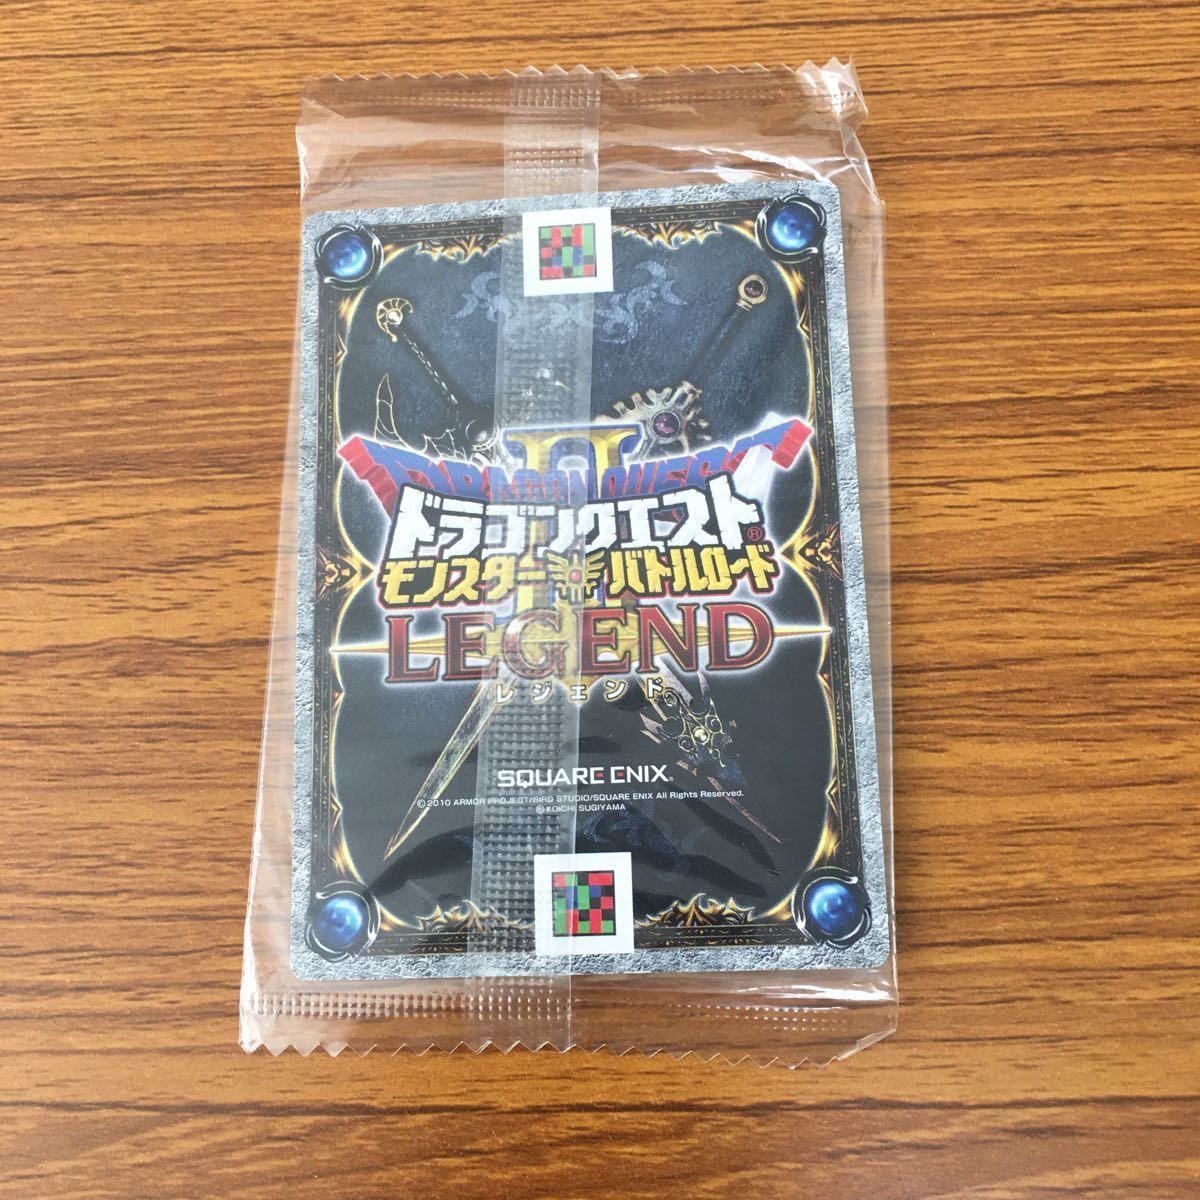 DRAGON QUEST
II
ドラゴンクエスト®
モンスター バトルロード
LEGEND
レジェンド
SQUARE ENIX®
© 2010 ARMOR PROJECT/BIRD STUDIO/SQUARE ENIX All Rights Reserved.
© KOICHI SUGIYAMA